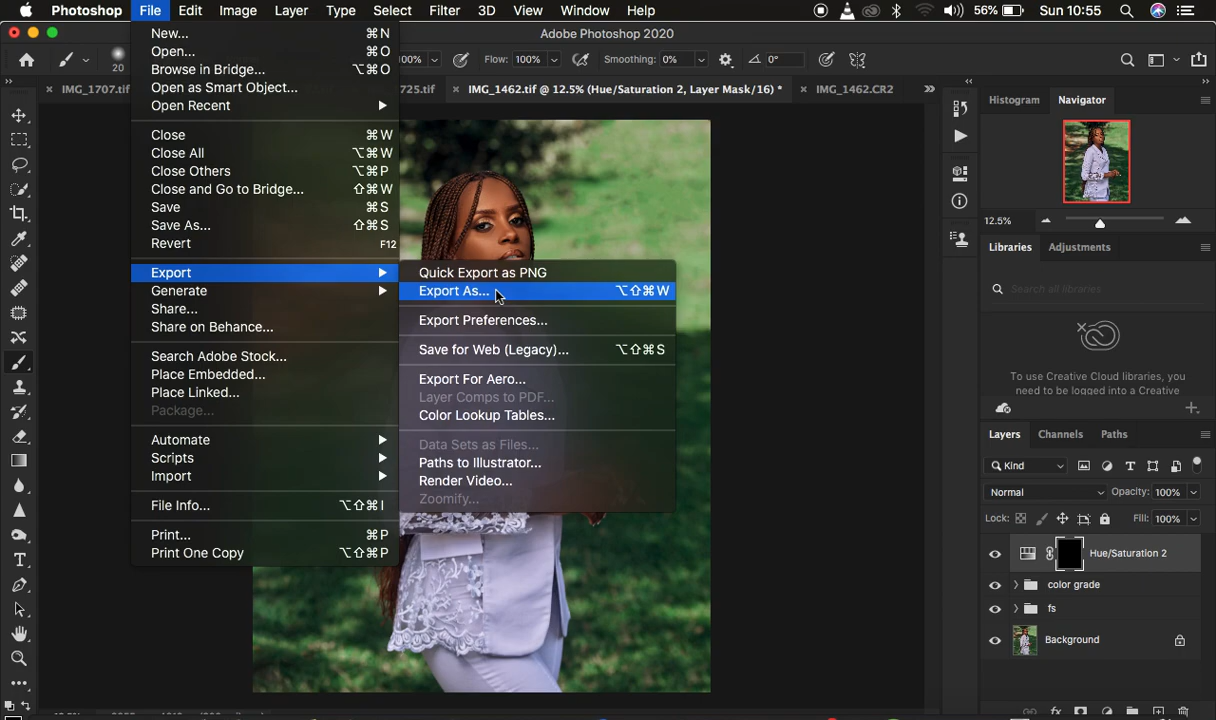 Photoshop File Edit Image Layer Type Select Filter 3D View Window Help 56% Sun 10:55
Adobe Photoshop 2020
20 00% Flow: 100% Smoothing: 0% 0°
IMG_1707.tif 725.tif IMG_1462.tif @ 12.5% (Hue/Saturation 2, Layer Mask/16) * IMG_1462.CR2
New... ⌘N
Open... ⌘O
Browse in Bridge... ⌥⌘O
Open as Smart Object...
Open Recent
Close ⌘W
Close All ⌥⌘W
Close Others ⌥⌘P
Close and Go to Bridge... ⇧⌘W
Save ⌘S
Save As... ⇧⌘S
Revert F12
Export
Generate
Share...
Share on Behance...
Search Adobe Stock...
Place Embedded...
Place Linked...
Package...
Automate
Scripts
Import
File Info... ⌥⇧⌘I
Print... ⌘P
Print One Copy ⌥⇧⌘P
Quick Export as PNG
Export As... ⌥⇧⌘W
Export Preferences...
Save for Web (Legacy)... ⌥⇧⌘S
Export For Aero...
Layer Comps to PDF...
Color Lookup Tables...
Data Sets as Files...
Paths to Illustrator...
Render Video...
Zoomify...
Histogram Navigator
12.5%
Libraries Adjustments
Search all libraries
To use Creative Cloud libraries, you
need to be logged into a Creative
Layers Channels Paths
Kind
Normal Opacity: 100%
Lock: Fill: 100%
Hue/Saturation 2
color grade
fs
Background